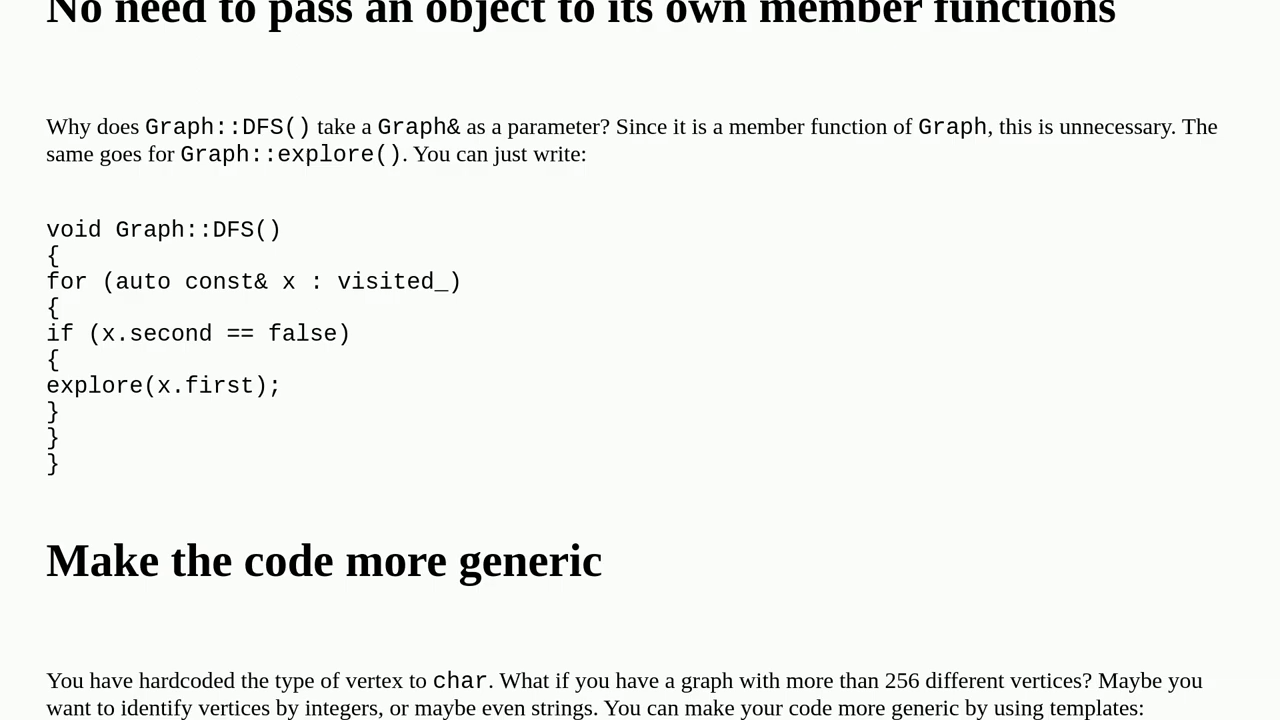 No need to pass an object to its own member functions
Why does Graph::DFS() take a Graph& as a parameter? Since it is a member function of Graph, this is unnecessary. The
same goes for Graph::explore(). You can just write:
void Graph::DFS()
{
for (auto const& x : visited_)
{
if (x.second == false)
{
explore(x.first);
}
}
}
Make the code more generic
You have hardcoded the type of vertex to char. What if you have a graph with more than 256 different vertices? Maybe you
want to identify vertices by integers, or maybe even strings. You can make your code more generic by using templates: